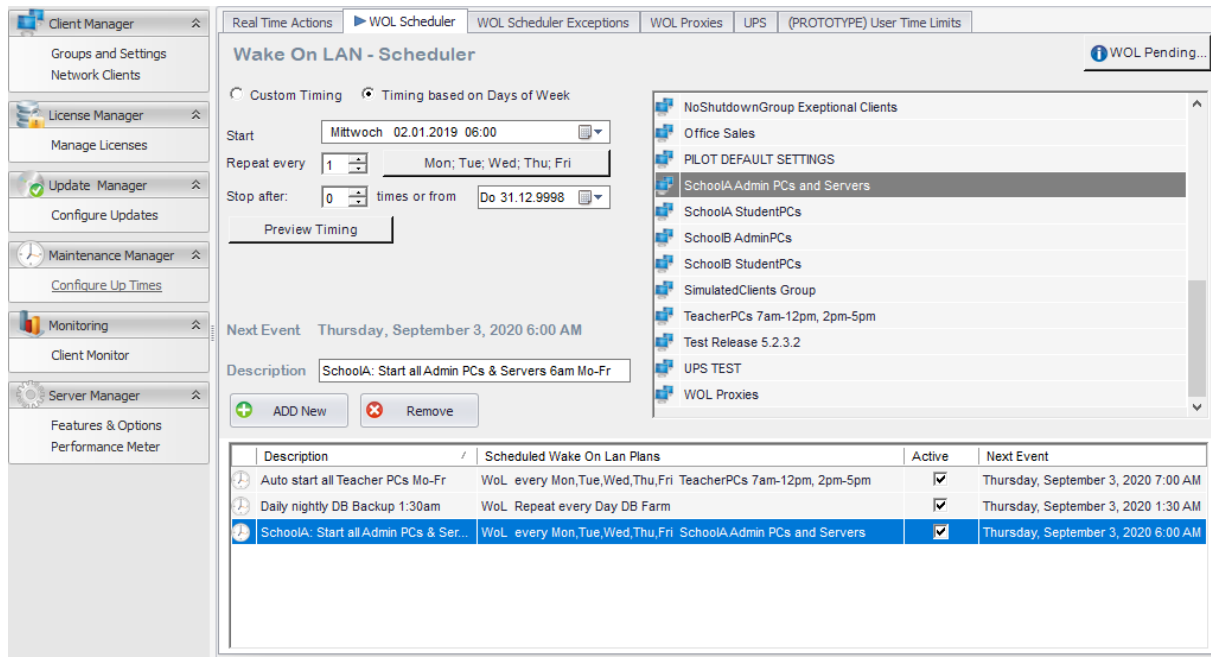 Client Manager
Groups and Settings
Network Clients
License Manager
Manage Licenses
Update Manager
Configure Updates
Maintenance Manager
Configure Up Times
Monitoring
Client Monitor
Server Manager
Features & Options
Performance Meter
Real Time Actions
WOL Scheduler
WOL Scheduler Exceptions
WOL Proxies
UPS
(PROTOTYPE) User Time Limits
Wake On LAN - Scheduler
WOL Pending...
Custom Timing
Timing based on Days of Week
Start Mittwoch 02.01.2019 06:00
Repeat every 1 Mon; Tue; Wed; Thu; Fri
Stop after: 0 times or from Do 31.12.9998
Preview Timing
Next Event Thursday, September 3, 2020 6:00 AM
Description SchoolA: Start all Admin PCs & Servers 6am Mo-Fr
ADD New
Remove
NoShutdownGroup Exeptional Clients
Office Sales
PILOT DEFAULT SETTINGS
SchoolA Admin PCs and Servers
SchoolA StudentPCs
SchoolB AdminPCs
SchoolB StudentPCs
SimulatedClients Group
TeacherPCs 7am-12pm, 2pm-5pm
Test Release 5.2.3.2
UPS TEST
WOL Proxies
Description Scheduled Wake On Lan Plans Active Next Event
Auto start all Teacher PCs Mo-Fr WoL every Mon,Tue,Wed,Thu,Fri TeacherPCs 7am-12pm, 2pm-5pm Thursday, September 3, 2020 7:00 AM
Daily nightly DB Backup 1:30am WoL Repeat every Day DB Farm Thursday, September 3, 2020 1:30 AM
SchoolA: Start all Admin PCs & Ser... WoL every Mon,Tue,Wed,Thu,Fri SchoolA Admin PCs and Servers Thursday, September 3, 2020 6:00 AM